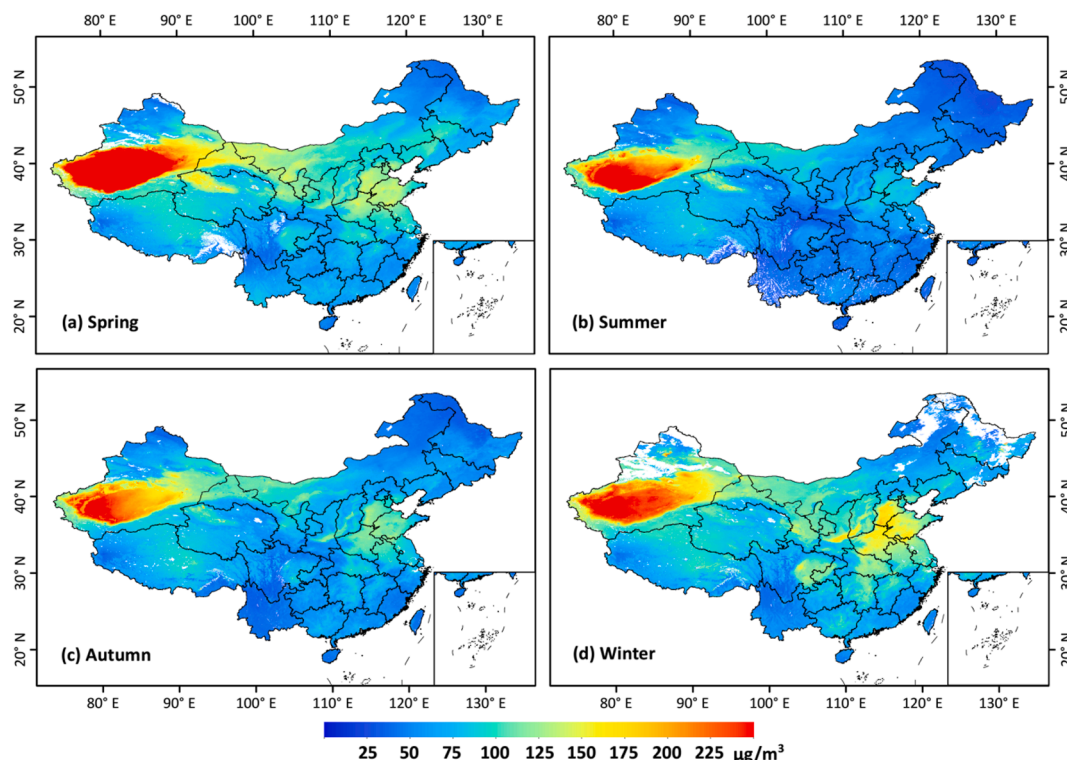 80° E 90° E 100° E 110° E 120° E 130° E 80° E 90° E 100° E 110° E 120° E 130° E
50° N 50° N
40° N 40° N
30° N 30° N
20° N 20° N
(a) Spring (b) Summer
50° N 50° N
40° N 40° N
30° N 30° N
20° N 20° N
(c) Autumn (d) Winter
80° E 90° E 100° E 110° E 120° E 130° E 80° E 90° E 100° E 110° E 120° E 130° E
25 50 75 100 125 150 175 200 225 µg/m³